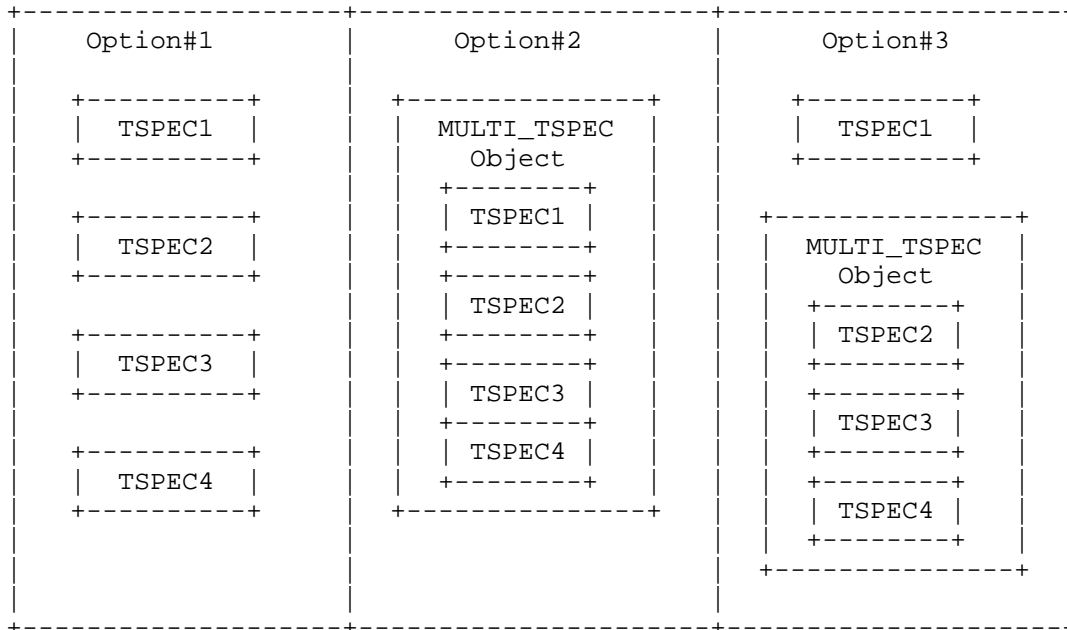 Option#1 Option#2 Option#3
TSPEC1 MULTI_TSPEC TSPEC1
Object
TSPEC1
TSPEC2 MULTI_TSPEC
Object
TSPEC2
TSPEC2
TSPEC3
TSPEC3
TSPEC3
TSPEC4
TSPEC4
TSPEC4